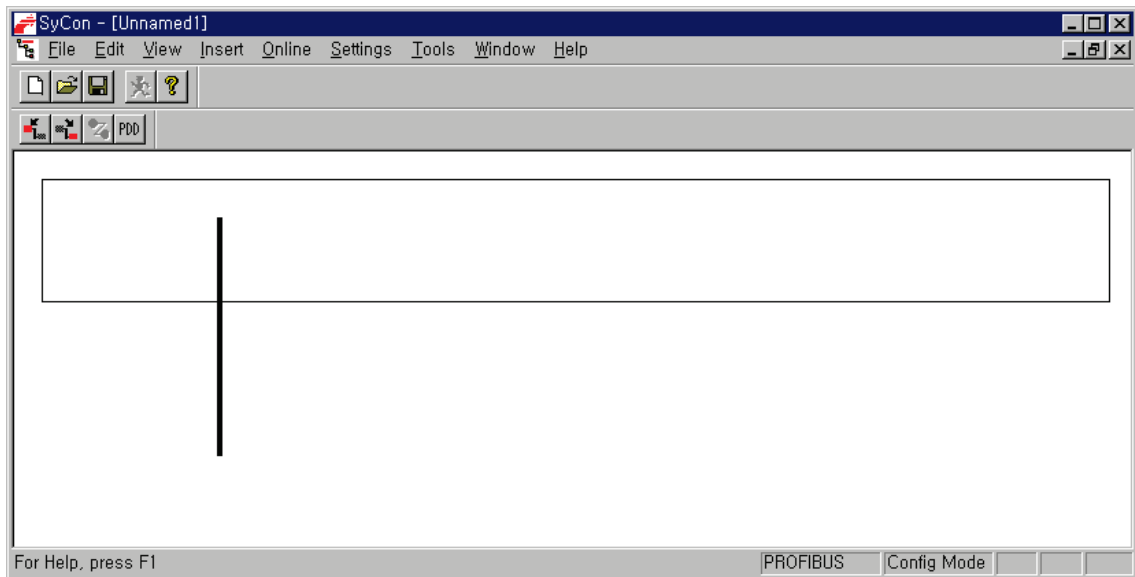 SyCon - [Unnamed1]
File Edit View Insert Online Settings Tools Window Help
PDD
For Help, press F1 PROFIBUS Config Mode